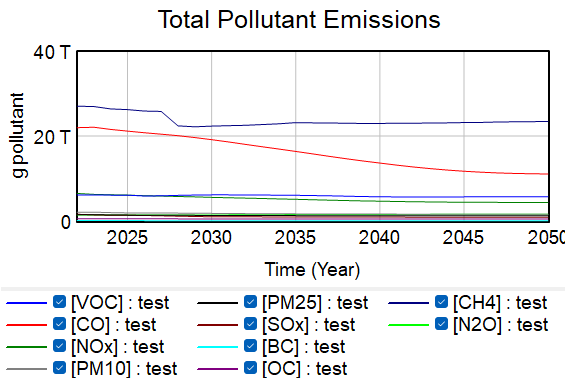 Total Pollutant Emissions
40 T
20 T
0
g pollutant
2025 2030 2035 2040 2045 2050
Time (Year)
[VOC] : test [PM25] : test [CH4] : test
[CO] : test [SOx] : test [N2O] : test
[NOx] : test [BC] : test
[PM10] : test [OC] : test